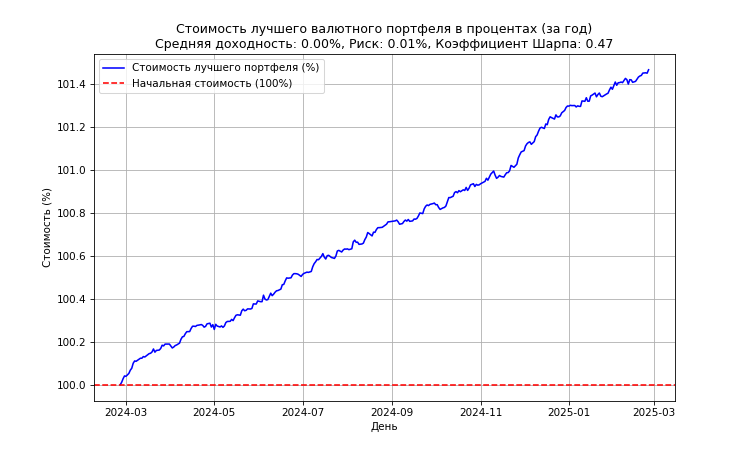 Стоимость лучшего валютного портфеля в процентах (за год)
Средняя доходность: 0.00%, Риск: 0.01%, Коэффициент Шарпа: 0.47
Стоимость лучшего портфеля (%)
Начальная стоимость (100%)
Стоимость (%)
101.4
101.2
101.0
100.8
100.6
100.4
100.2
100.0
2024-03 2024-05 2024-07 2024-09 2024-11 2025-01 2025-03
День